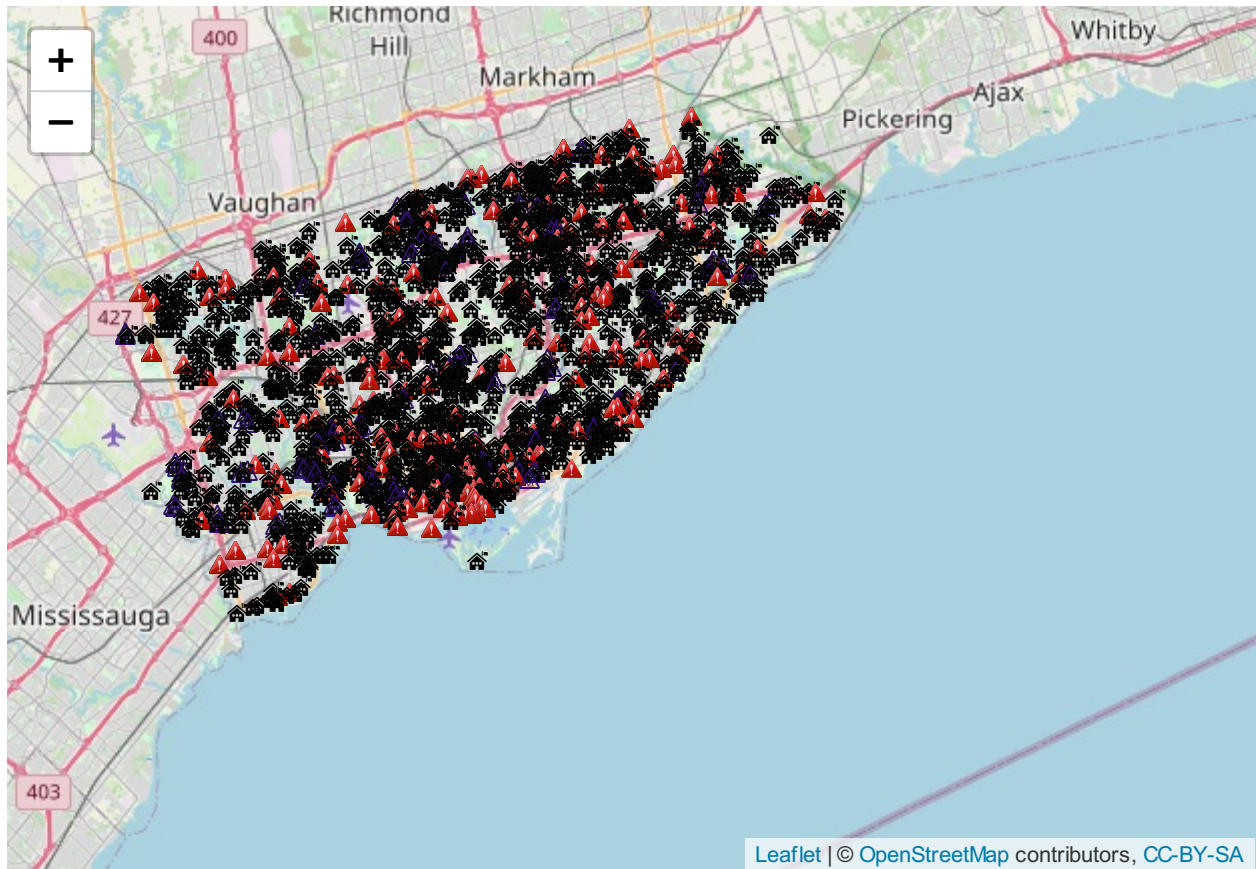 400
Richmond
Hill
Whitby
+
Markham
Ajax
−
Pickering
Vaughan
427
Mississauga
403
Leaflet | © OpenStreetMap contributors, CC-BY-SA